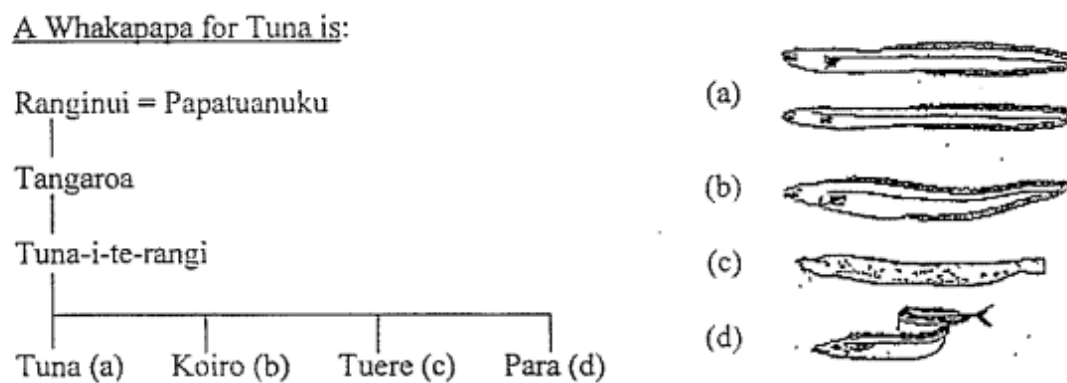 A Whakapapa for Tuna is:
Ranginui = Papatuanuku
Tangaroa
Tuna-i-te-rangi
Tuna (a) Koiro (b) Tuere (c) Para (d)
(a)
(b)
(c)
(d)